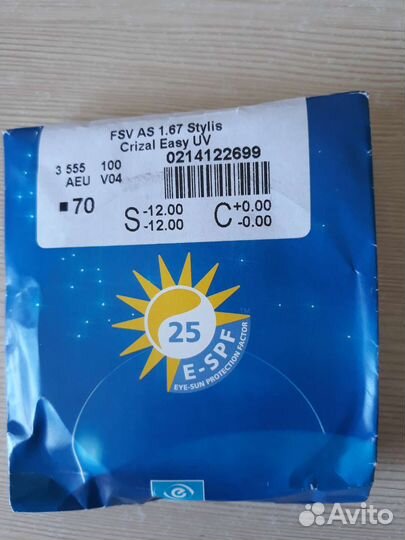 FSV AS 1.67 Stylis
Crizal Easy UV
0214122699
3 555 100
AEU V04
70
S -12.00 C +0.00
-12.00 -0.00
25
E-SPF
TM
EYE-SUN PROTECTION FACTOR
Avito